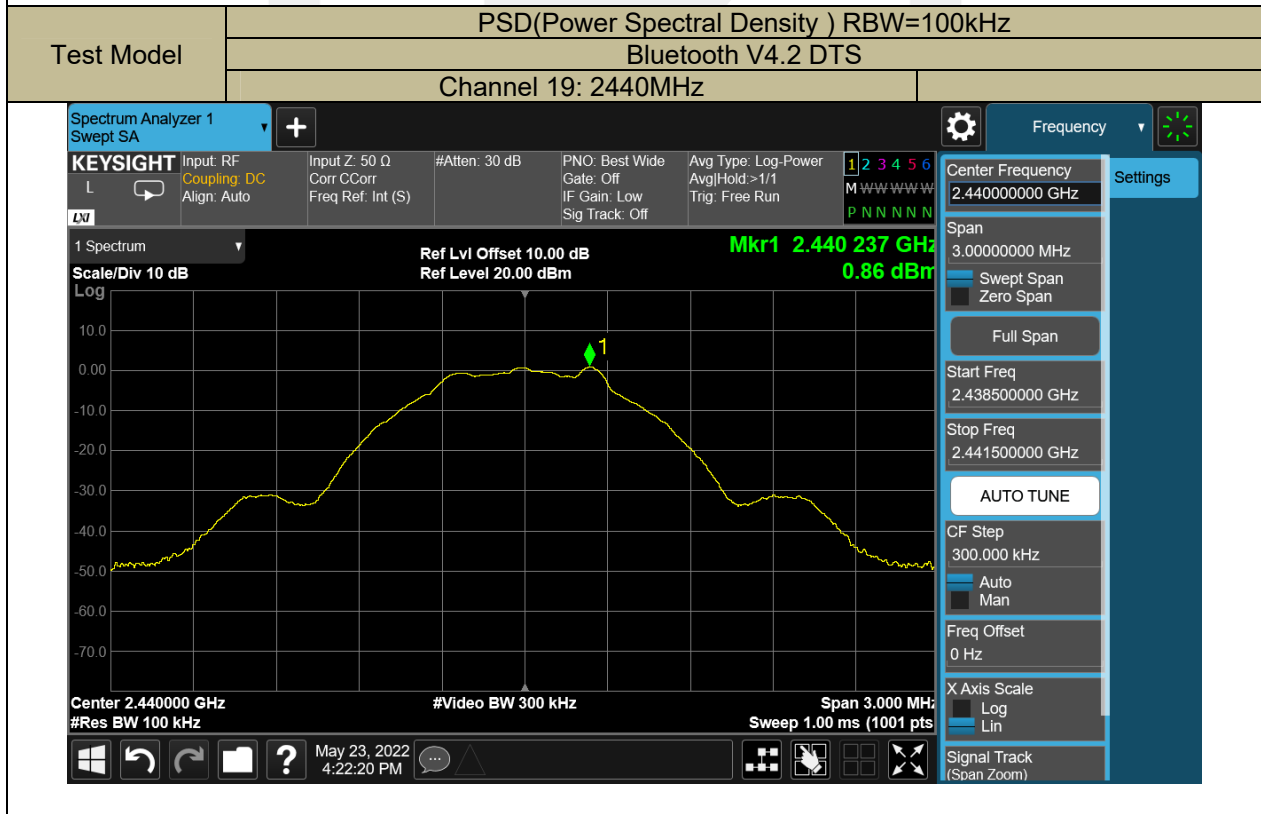 PSD(Power Spectral Density ) RBW=100kHz
Test Model
Bluetooth V4.2 DTS
Channel 19: 2440MHz
Spectrum Analyzer 1
Swept SA
Frequency
KEYSIGHT
L
LXI
Input: RF
Coupling: DC
Align: Auto
Input Z: 50 Ω
Corr CCorr
Freq Ref: Int (S)
#Atten: 30 dB
PNO: Best Wide
Gate: Off
IF Gain: Low
Sig Track: Off
Avg Type: Log-Power
Avg|Hold:>1/1
Trig: Free Run
1 2 3 4 5 6
M W W W W W
P N N N N N
1 Spectrum
Scale/Div 10 dB
Log
Ref Lvl Offset 10.00 dB
Ref Level 20.00 dBm
Mkr1 2.440 237 GHz
0.86 dBm
1
10.0
0.00
-10.0
-20.0
-30.0
-40.0
-50.0
-60.0
-70.0
Center 2.440000 GHz
#Res BW 100 kHz
#Video BW 300 kHz
Span 3.000 MHz
Sweep 1.00 ms (1001 pts
?
May 23, 2022
4:22:20 PM
Center Frequency
2.440000000 GHz
Settings
Span
3.00000000 MHz
Swept Span
Zero Span
Full Span
Start Freq
2.438500000 GHz
Stop Freq
2.441500000 GHz
AUTO TUNE
CF Step
300.000 kHz
Auto
Man
Freq Offset
0 Hz
X Axis Scale
Log
Lin
Signal Track
(Span Zoom)